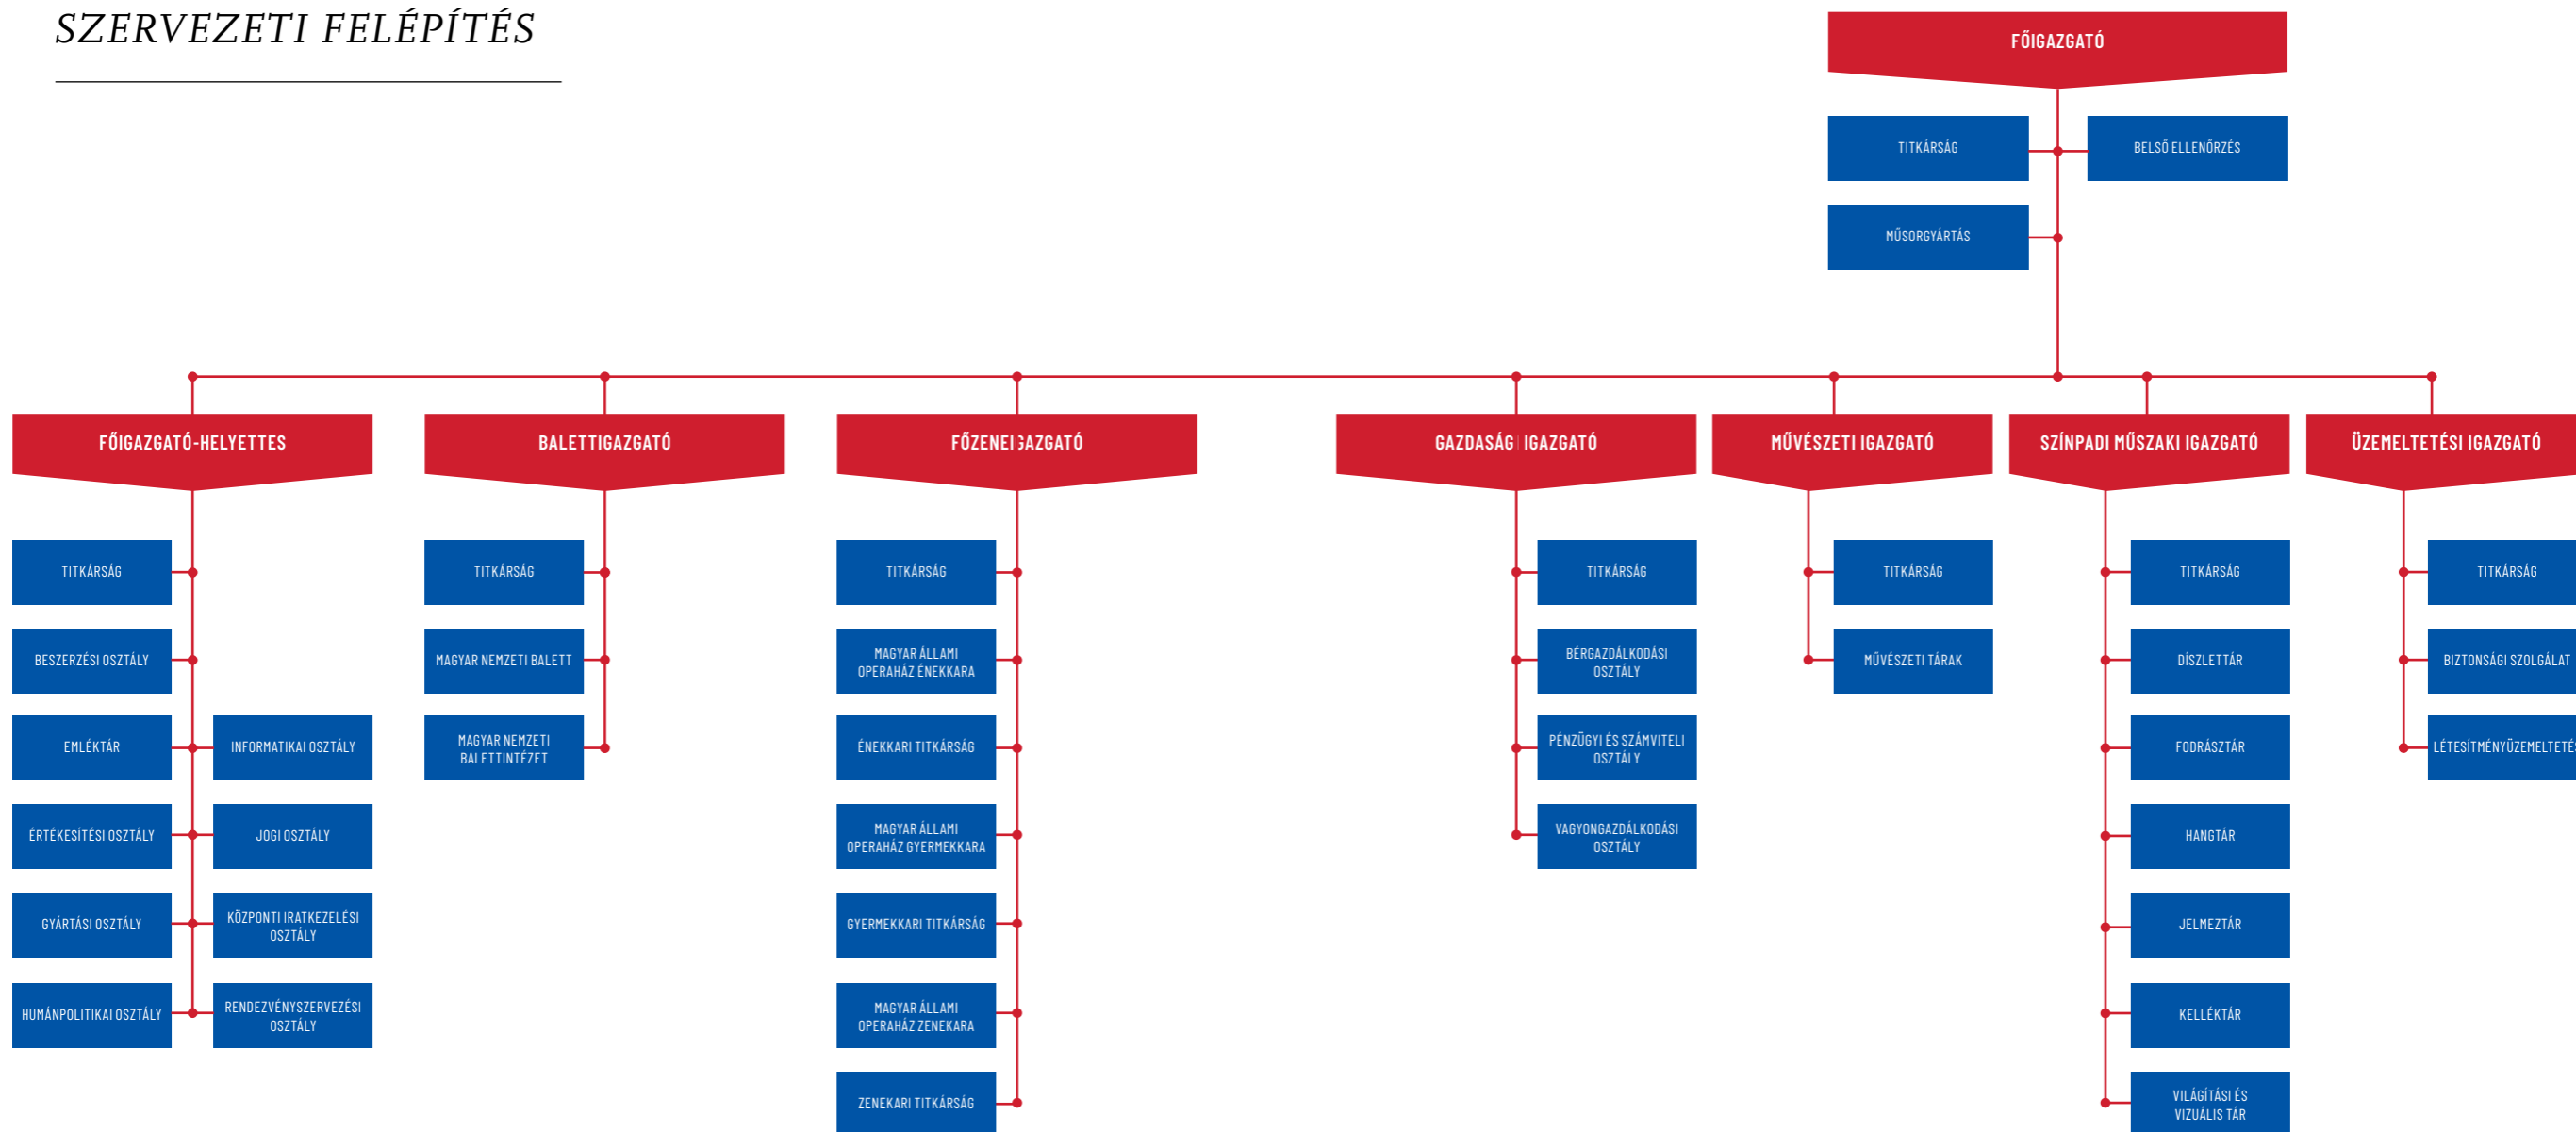 SZERVEZETI FELÉPÍTÉS
FŐIGAZGATÓ
TITKÁRSÁG
BELSŐ ELLENŐRZÉS
MŰSORGYÁRTÁS
FŐIGAZGATÓ-HELYETTES
TITKÁRSÁG
BESZERZÉSI OSZTÁLY
EMLÉKTÁR
INFORMATIKAI OSZTÁLY
ÉRTÉKESÍTÉSI OSZTÁLY
JOGI OSZTÁLY
GYÁRTÁSI OSZTÁLY
KÖZPONTI IRATKEZELÉSI
OSZTÁLY
HUMÁNPOLITIKAI OSZTÁLY
RENDEZVÉNYSZERVEZÉSI
OSZTÁLY
BALETTIGAZGATÓ
TITKÁRSÁG
MAGYAR NEMZETI BALETT
MAGYAR NEMZETI
BALETTINTÉZET
FŐZENEIGAZGATÓ
TITKÁRSÁG
MAGYAR ÁLLAMI
OPERAHÁZ ÉNEKKARA
ÉNEKKARI TITKÁRSÁG
MAGYAR ÁLLAMI
OPERAHÁZ GYERMEKKARA
GYERMEKKARI TITKÁRSÁG
MAGYAR ÁLLAMI
OPERAHÁZ ZENEKARA
ZENEKARI TITKÁRSÁG
GAZDASÁGI IGAZGATÓ
TITKÁRSÁG
BÉRGAZDÁLKODÁSI
OSZTÁLY
PÉNZÜGYI ÉS SZÁMVITELI
OSZTÁLY
VAGYONGAZDÁLKODÁSI
OSZTÁLY
MŰVÉSZETI IGAZGATÓ
TITKÁRSÁG
MŰVÉSZETI TÁRAK
SZÍNPADI MŰSZAKI IGAZGATÓ
TITKÁRSÁG
DÍSZLETTÁR
FODRÁSZTÁR
HANGTÁR
JELMEZTÁR
KELLÉKTÁR
VILÁGÍTÁSI ÉS
VIZUÁLIS TÁR
ÜZEMELTETÉSI IGAZGATÓ
TITKÁRSÁG
BIZTONSÁGI SZOLGÁLAT
LÉTESÍTMÉNYÜZEMELTETÉS